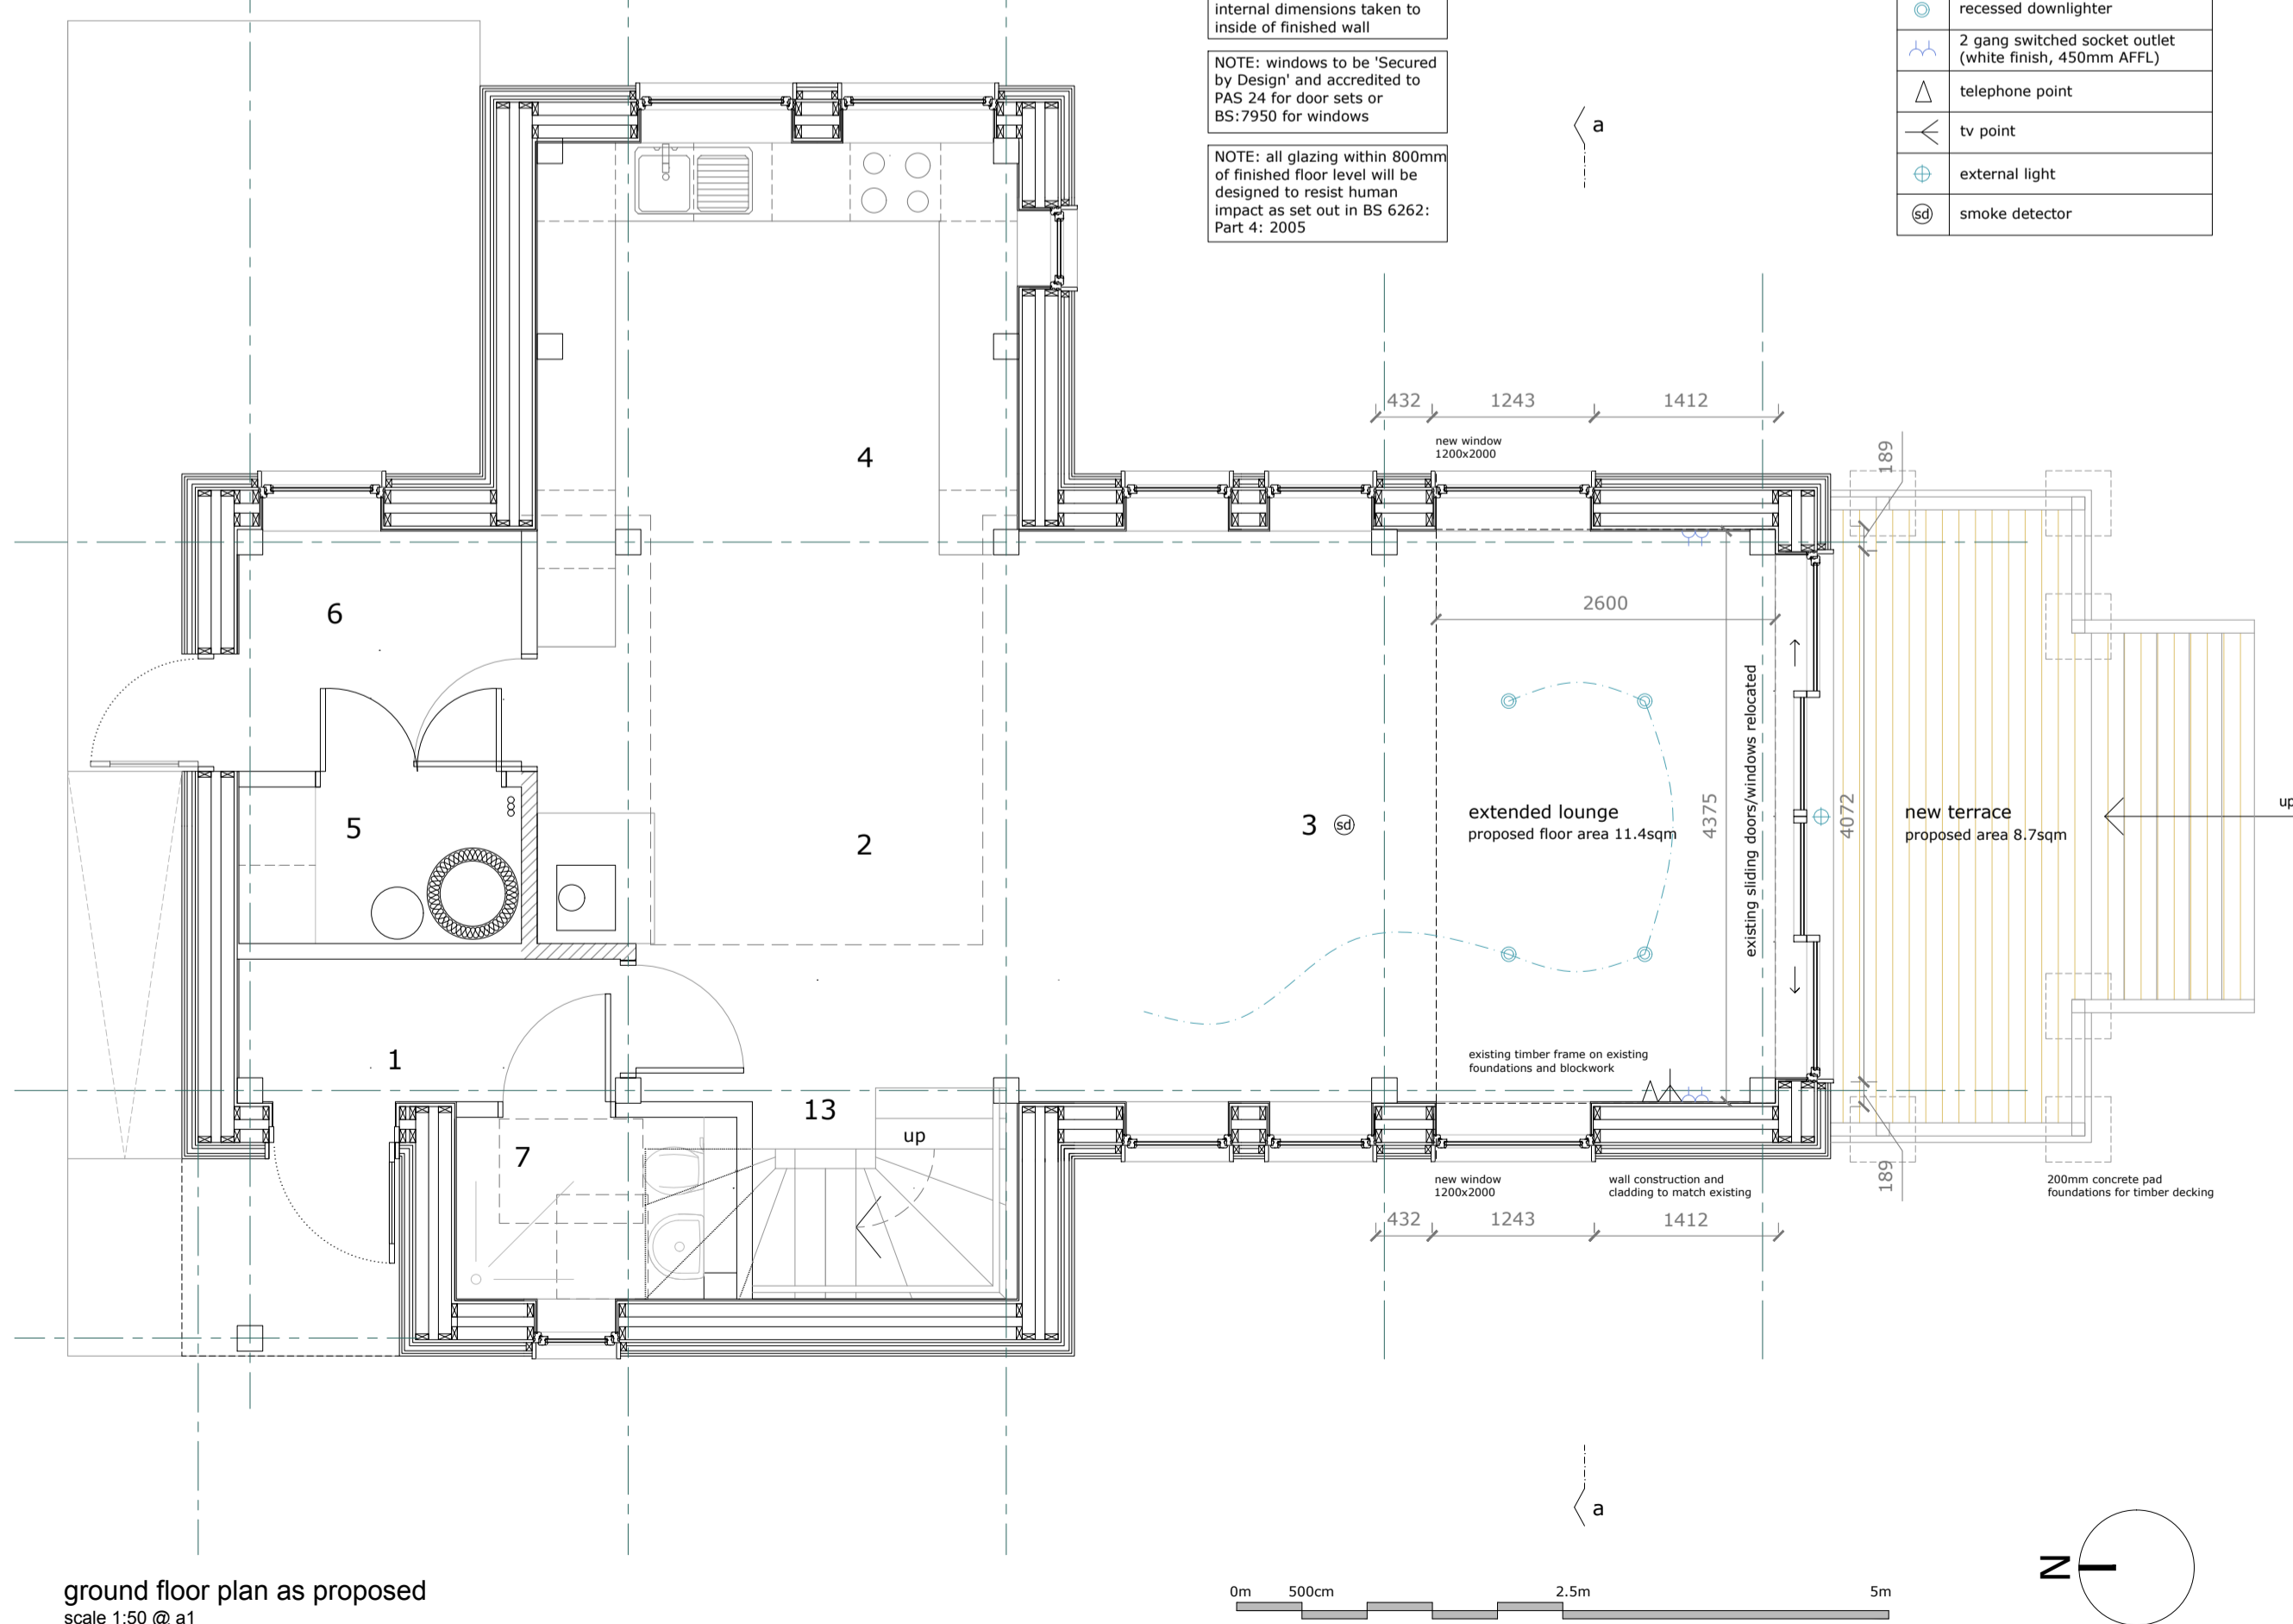 internal dimensions taken to
inside of finished wall
NOTE: windows to be 'Secured
by Design' and accredited to
PAS 24 for door sets or
BS:7950 for windows
NOTE: all glazing within 800mm
of finished floor level will be
designed to resist human
impact as set out in BS 6262:
Part 4: 2005
recessed downlighter
2 gang switched socket outlet
(white finish, 450mm AFFL)
telephone point
tv point
external light
sd
smoke detector
a
432
1243
1412
new window
1200x2000
189
4
6
2600
5
2
3
sd
extended lounge
proposed floor area 11.4sqm
4375
existing sliding doors/windows relocated
4072
new terrace
proposed area 8.7sqm
up
1
existing timber frame on existing
foundations and blockwork
13
up
7
new window
1200x2000
wall construction and
cladding to match existing
189
200mm concrete pad
foundations for timber decking
432
1243
1412
a
ground floor plan as proposed
scale 1:50 @ a1
0m
500cm
2.5m
5m
N